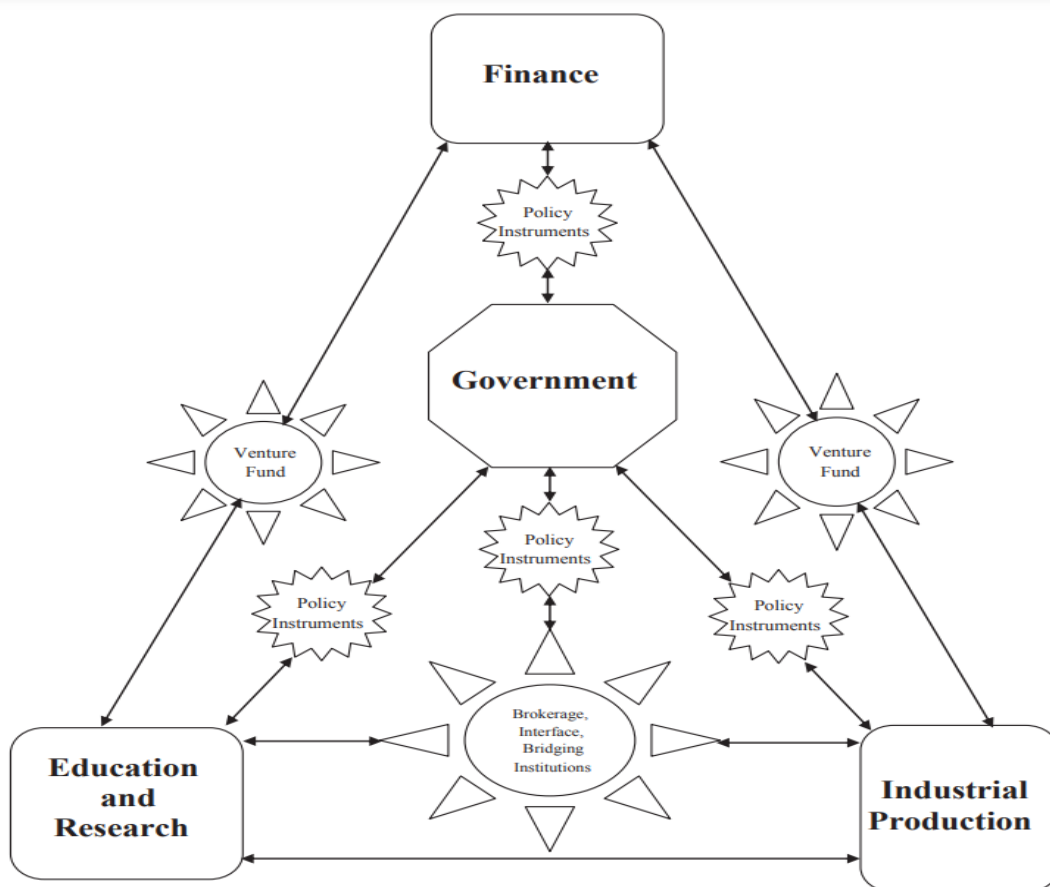 Finance
Policy
Instruments
Government
Venture
Fund
Venture
Fund
Policy
Instruments
Policy
Instruments
Policy
Instruments
Brokerage,
Interface,
Bridging
Institutions
Education
and
Research
Industrial
Production